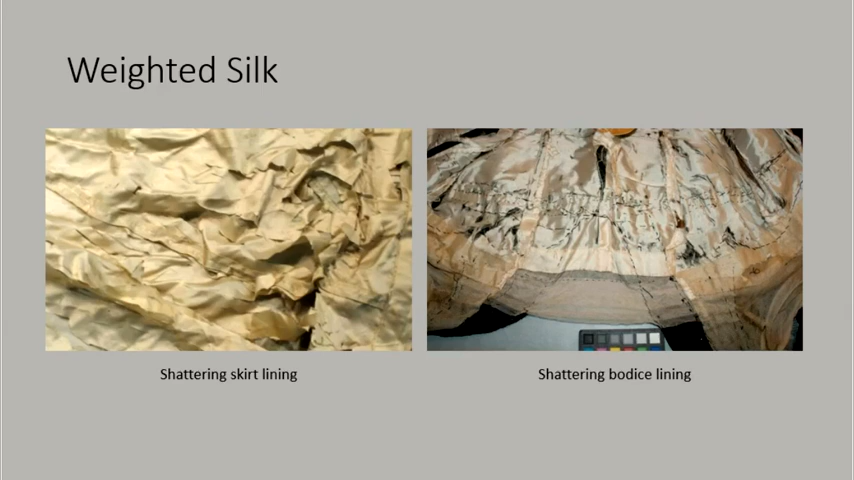 Weighted Silk
Shattering skirt lining
Shattering bodice lining